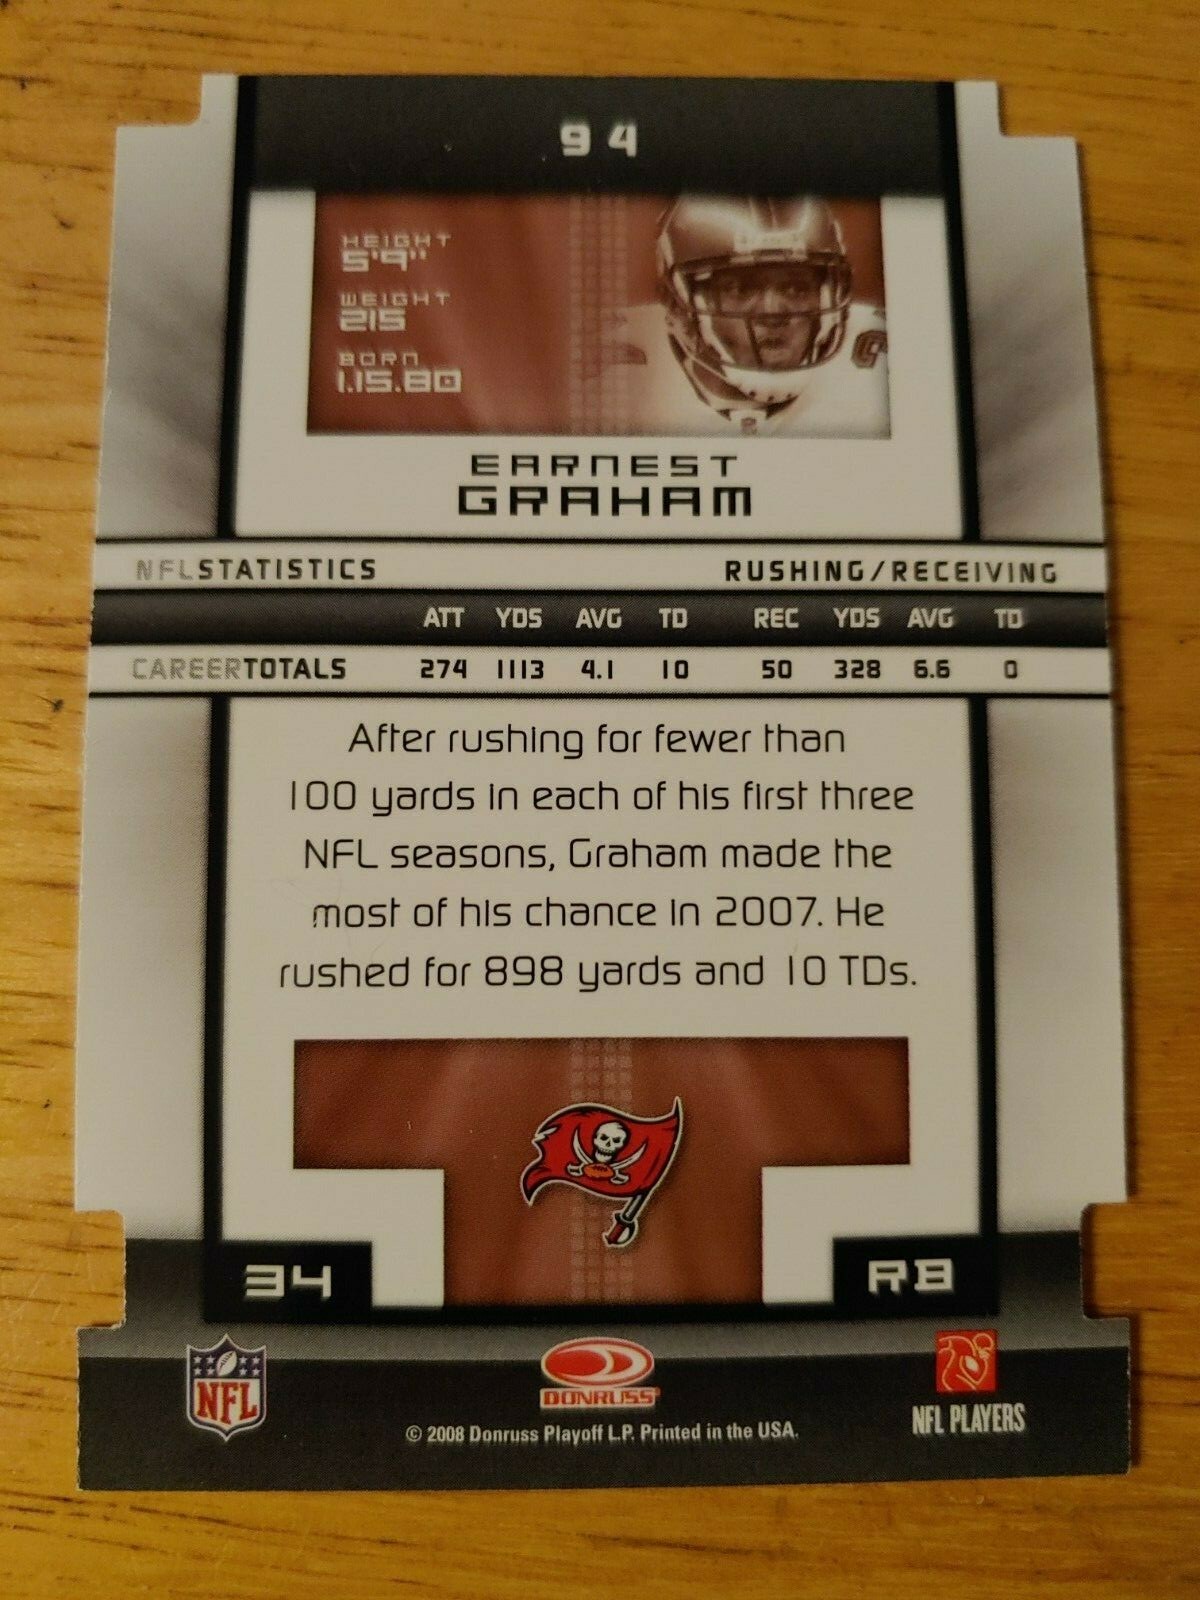 94
HEIGHT
5'9"
WEIGHT
215
BORN
1.15.80
EARNEST
GRAHAM
NFLSTATISTICS RUSHING/RECEIVING
ATT YDS AVG TD REC YDS AVG TD
CAREERTOTALS 274 1113 4.1 10 50 328 6.6 0
After rushing for fewer than
100 yards in each of his first three
NFL seasons, Graham made the
most of his chance in 2007. He
rushed for 898 yards and 10 TDs.
34 RB
NFL DONRUSS NFL PLAYERS
© 2008 Donruss Playoff L.P. Printed in the USA.